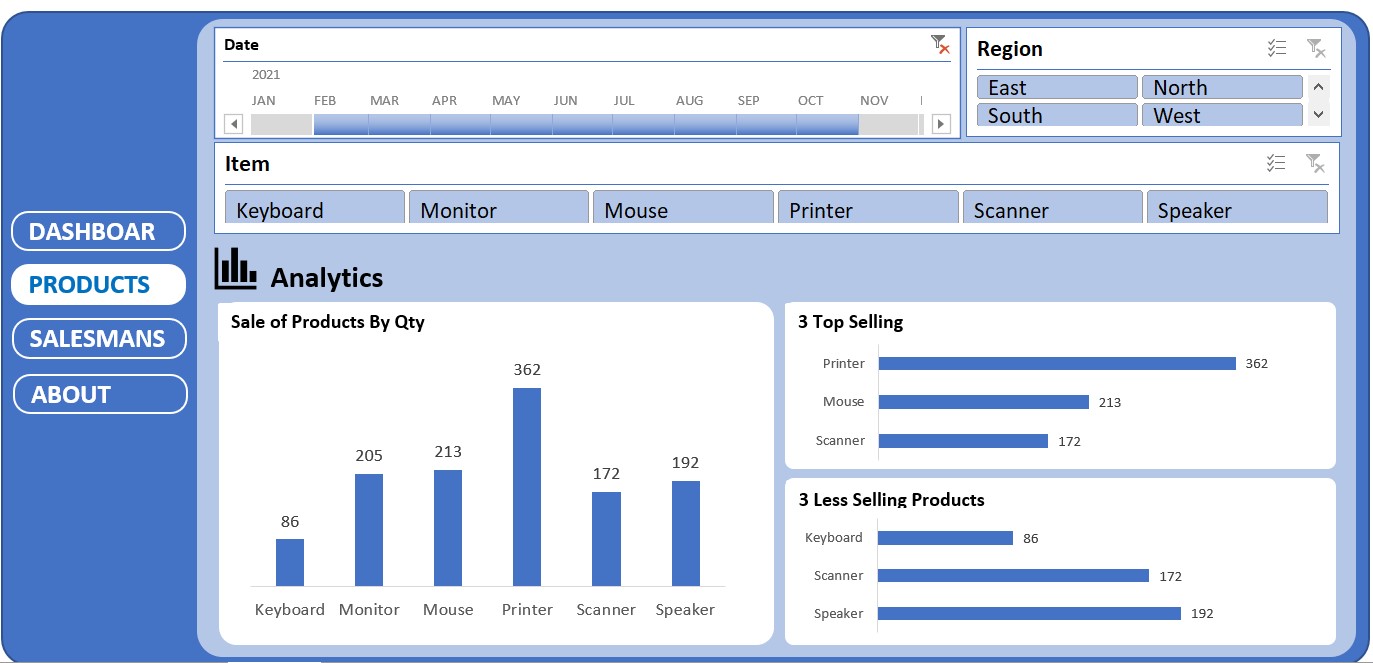 Date
2021
JAN FEB MAR APR MAY JUN JUL AUG SEP OCT NOV
Region
East North
South West
Item
Keyboard Monitor Mouse Printer Scanner Speaker
DASHBOAR
PRODUCTS
SALESMANS
ABOUT
Analytics
Sale of Products By Qty
86 205 213 362 172 192
Keyboard Monitor Mouse Printer Scanner Speaker
3 Top Selling
Printer 362
Mouse 213
Scanner 172
3 Less Selling Products
Keyboard 86
Scanner 172
Speaker 192